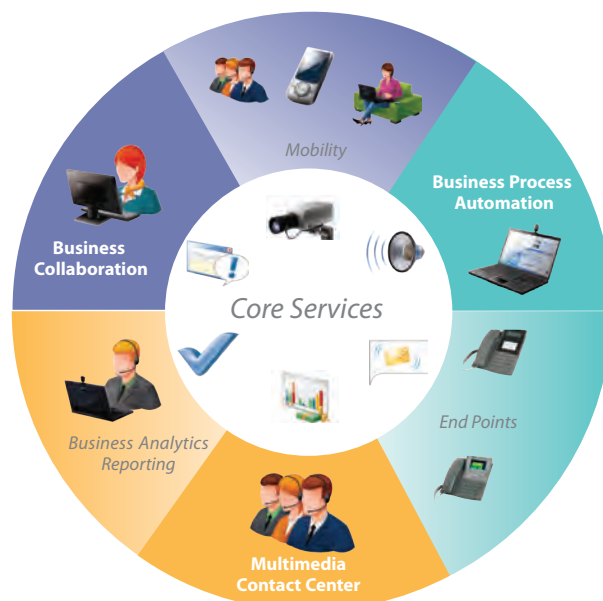 Mobility
Business Process
Automation
Business
Collaboration
Core Services
End Points
Business Analytics
Reporting
Multimedia
Contact Center